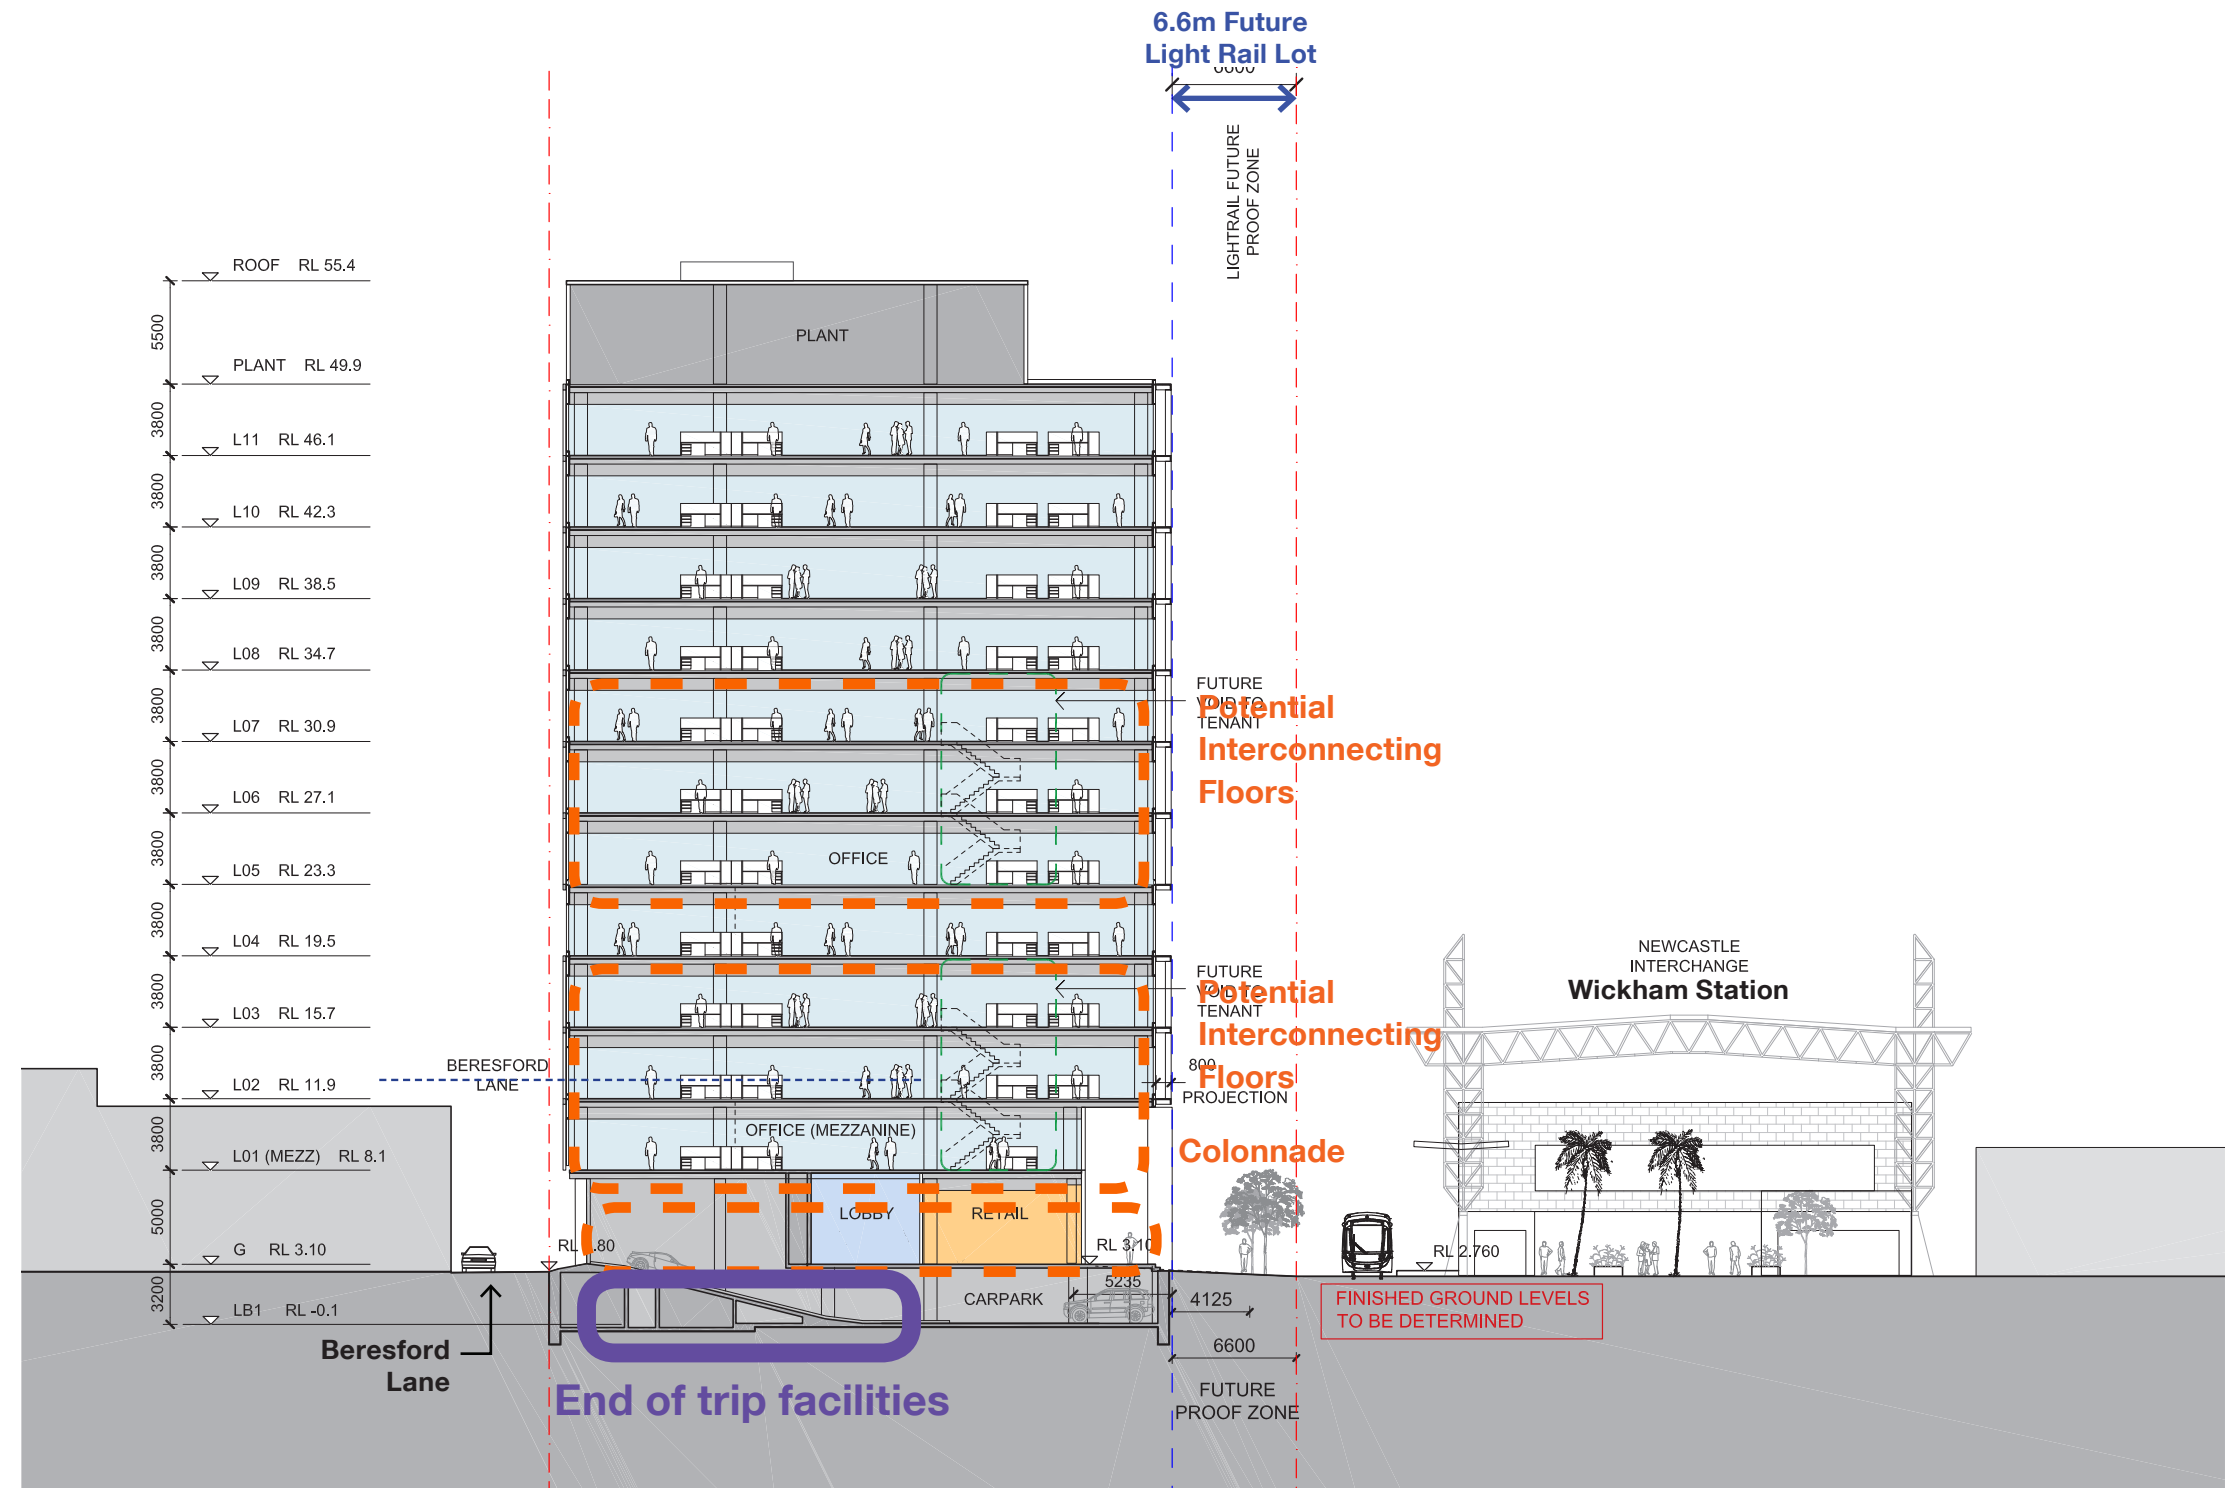 6.6m Future
Light Rail Lot
6600
LIGHTRAIL FUTURE
PROOF ZONE
ROOF RL 55.4
5500
PLANT
PLANT RL 49.9
3800
L11 RL 46.1
3800
L10 RL 42.3
3800
L09 RL 38.5
3800
L08 RL 34.7
3800
FUTURE
VOID TO
TENANT
Potential
Interconnecting
Floors
L07 RL 30.9
3800
L06 RL 27.1
3800
OFFICE
L05 RL 23.3
3800
L04 RL 19.5
3800
FUTURE
VOID TO
TENANT
Potential
Interconnecting
Floors
NEWCASTLE
INTERCHANGE
Wickham Station
L03 RL 15.7
3800
BERESFORD
LANE
800
PROJECTION
L02 RL 11.9
3800
OFFICE (MEZZANINE)
Colonnade
L01 (MEZZ) RL 8.1
5000
LOBBY
RETAIL
G RL 3.10
RL .80
RL 3.10
RL 2.760
3200
5235
CARPARK
4125
FINISHED GROUND LEVELS
TO BE DETERMINED
LB1 RL -0.1
Beresford
Lane
6600
End of trip facilities
FUTURE
PROOF ZONE